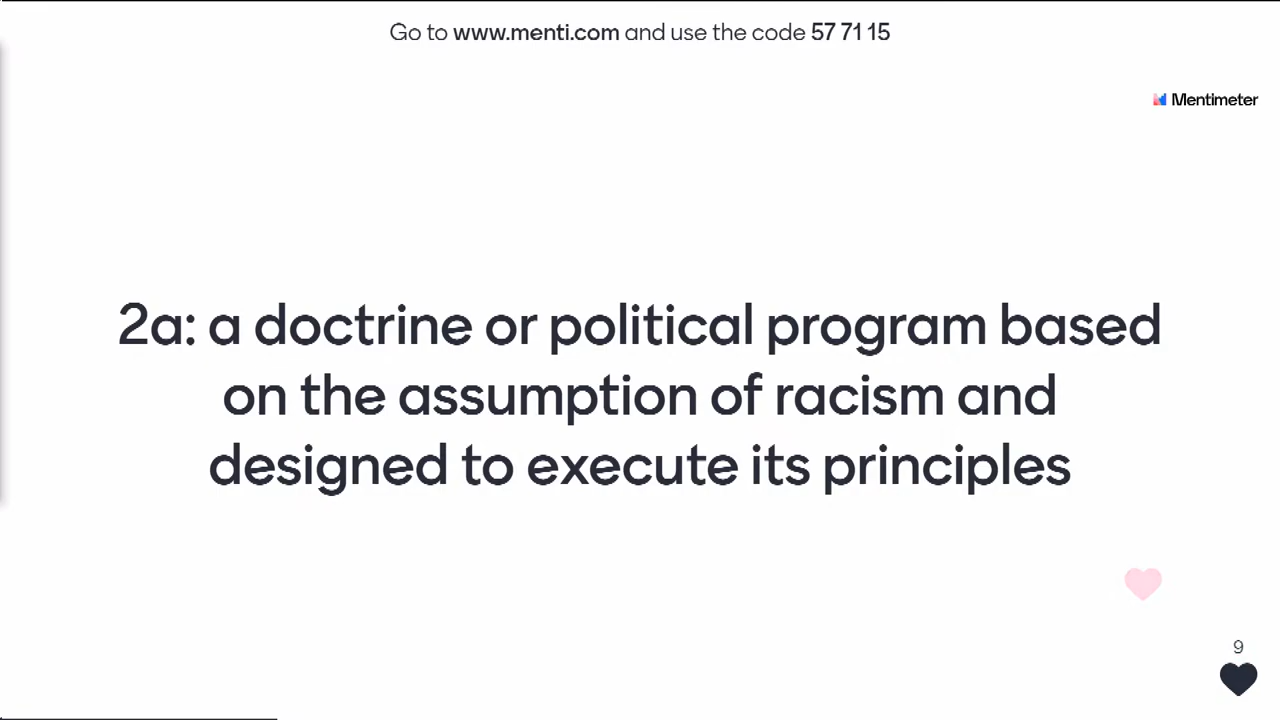 Go to www.menti.com and use the code 57 71 15
Mentimeter
2a: a doctrine or political program based
on the assumption of racism and
designed to execute its principles
9